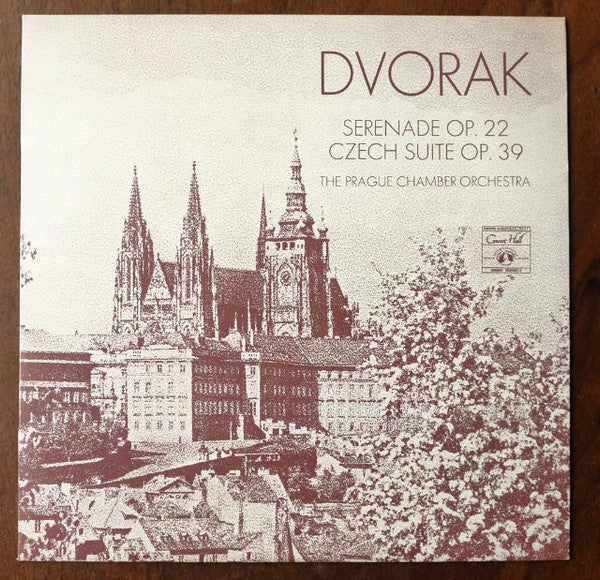 DVORAK
SERENADE OP. 22
CZECH SUITE OP. 39
THE PRAGUE CHAMBER ORCHESTRA
Concert Hall